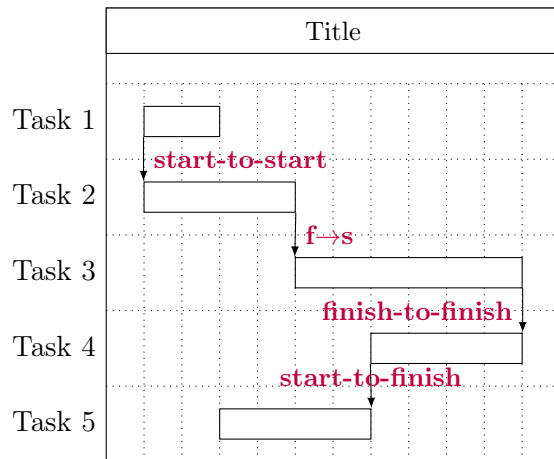 Title
Task 1
start-to-start
Task 2
f→s
Task 3
finish-to-finish
Task 4
start-to-finish
Task 5